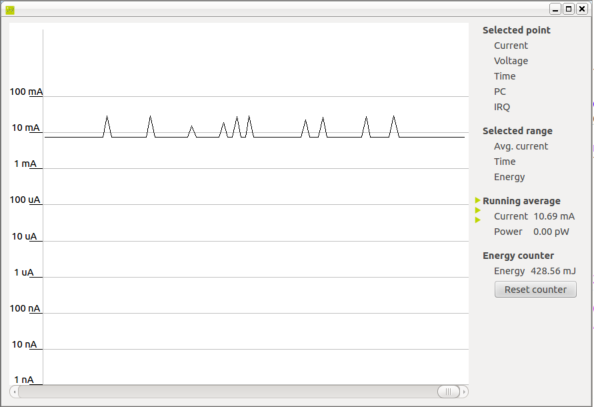 100 mA
10 mA
1 mA
100 uA
10 uA
1 uA
100 nA
10 nA
1 nA
Selected point
Current
Voltage
Time
PC
IRQ
Selected range
Avg. current
Time
Energy
Running average
Current 10.69 mA
Power 0.00 pW
Energy counter
Energy 428.56 mJ
Reset counter